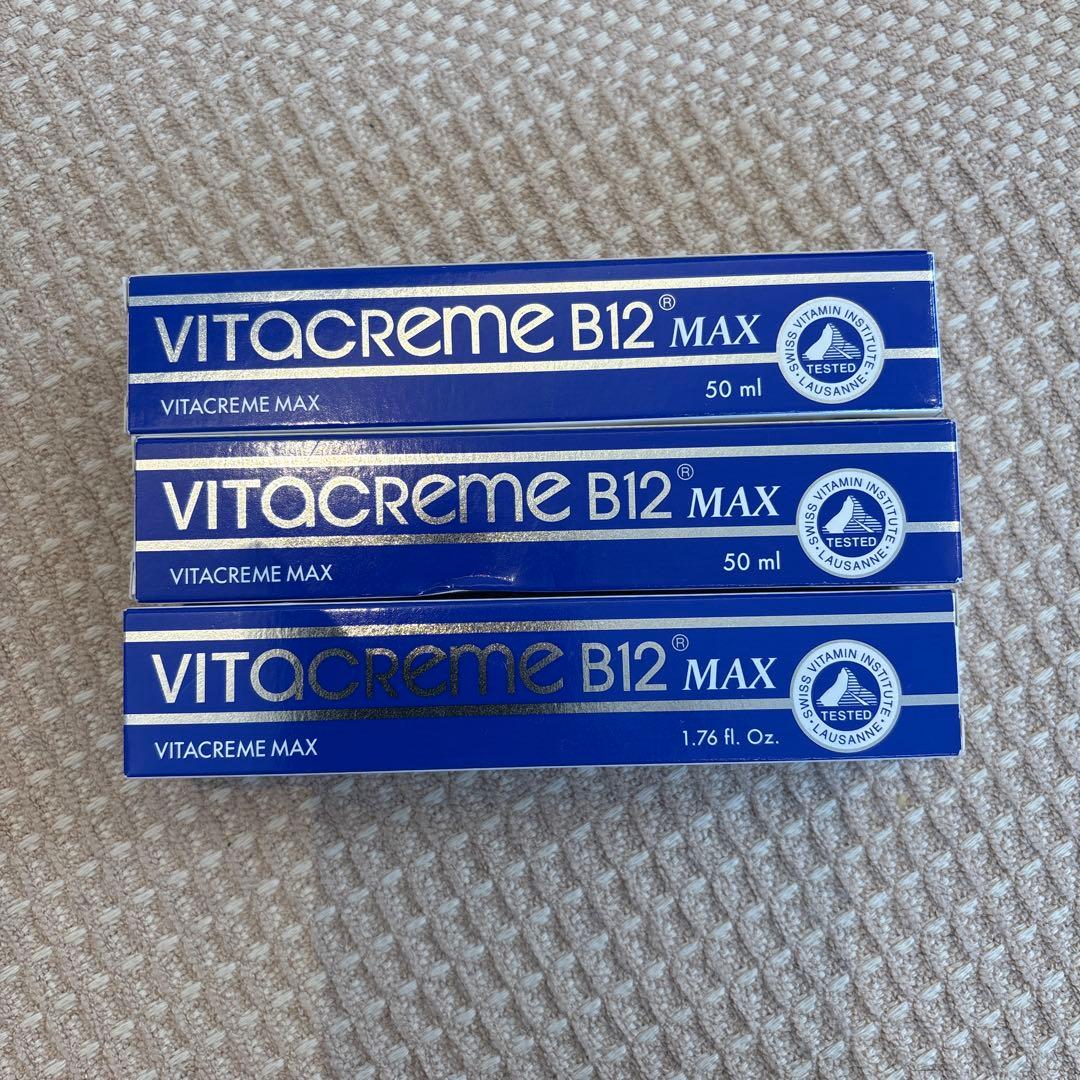 VITACREME B12® MAX
50 ml
VITACREME MAX
SWISS VITAMIN INSTITUTE
TESTED
· LAUSANNE ·
VITACREME B12® MAX
50 ml
VITACREME MAX
SWISS VITAMIN INSTITUTE
TESTED
· LAUSANNE ·
VITACREME B12® MAX
1.76 fl. Oz.
VITACREME MAX
SWISS VITAMIN INSTITUTE
TESTED
· LAUSANNE ·